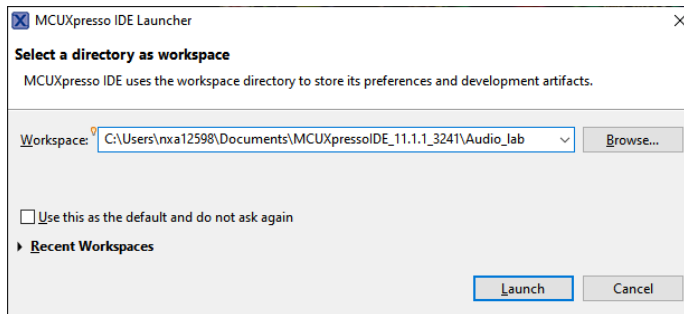 MCUXpresso IDE Launcher
Select a directory as workspace
MCUXpresso IDE uses the workspace directory to store its preferences and development artifacts.
Workspace: C:\Users\nxa12598\Documents\MCUXpressoIDE_11.1.1_3241\Audio_lab Browse...
Use this as the default and do not ask again
Recent Workspaces
Launch Cancel